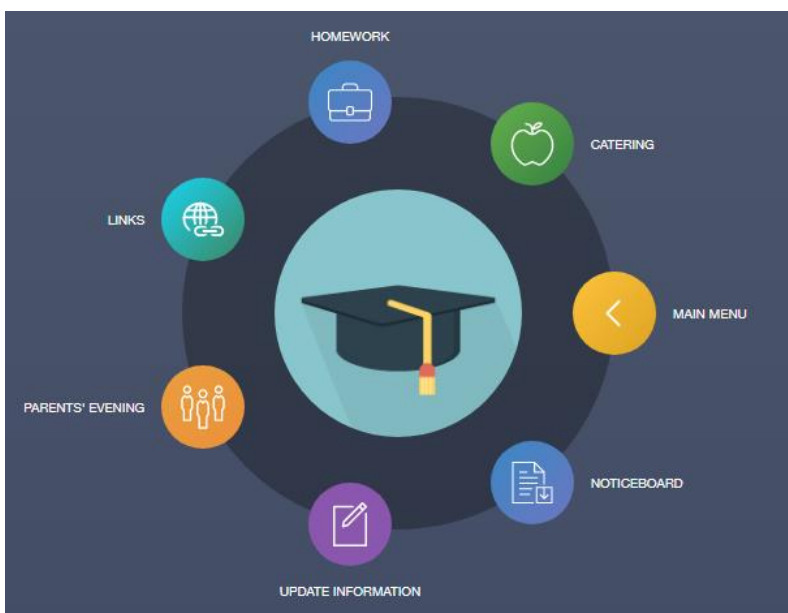 HOMEWORK
CATERING
LINKS
MAIN MENU
PARENTS' EVENING
NOTICEBOARD
UPDATE INFORMATION